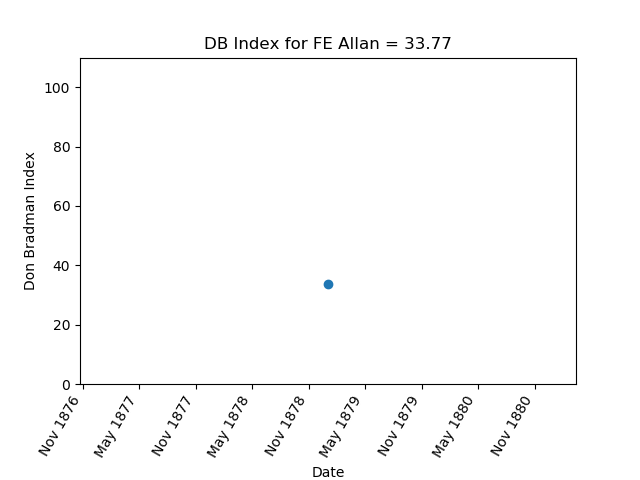 DB Index for FE Allan = 33.77
100
80
60
40
20
0
Don Bradman Index
Nov 1876
May 1877
Nov 1877
May 1878
Nov 1878
May 1879
Nov 1879
May 1880
Nov 1880
Date